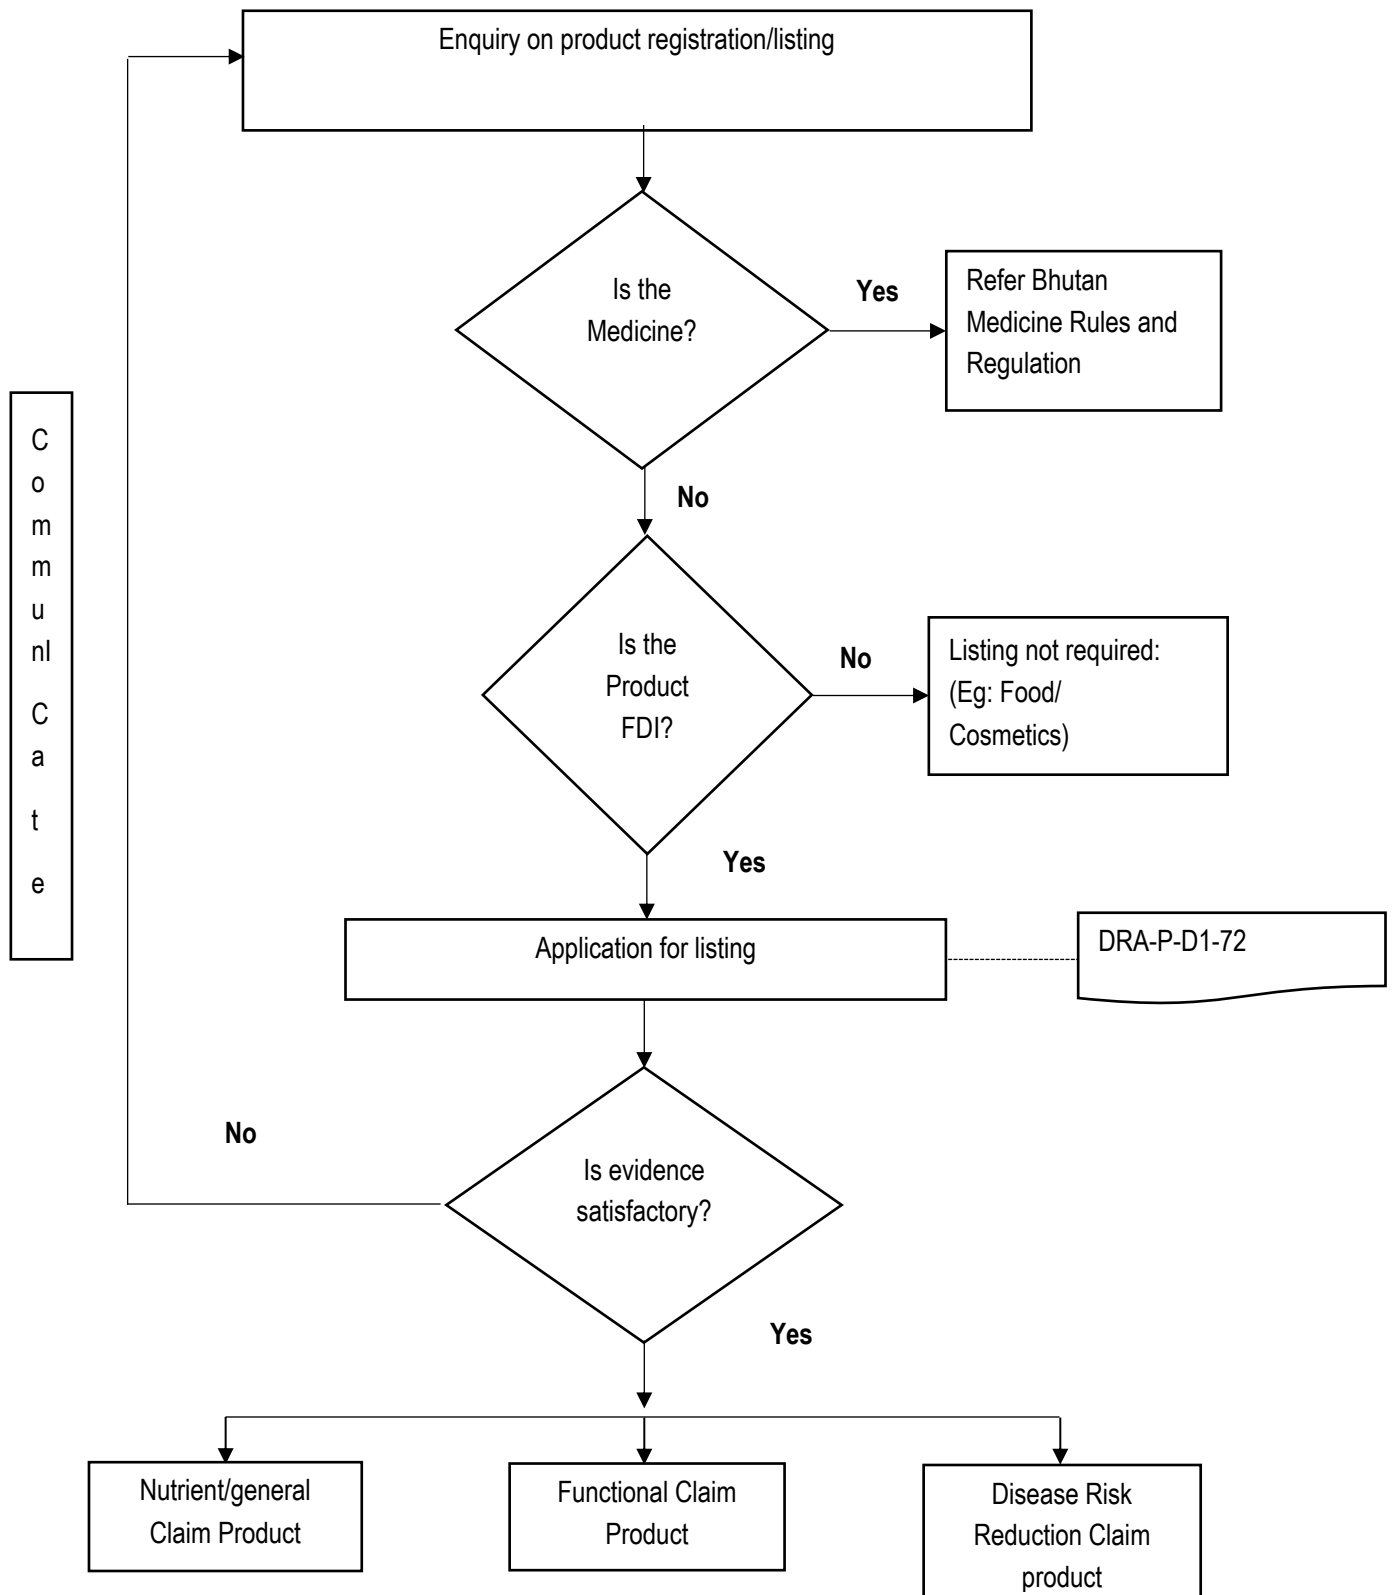 Enquiry on product registration/listing
Is the
Medicine?
Yes
Refer Bhutan
Medicine Rules and
Regulation
C
o
m
m
u
nI
C
a
t
e
No
Is the
Product
FDI?
No
Listing not required:
(Eg: Food/
Cosmetics)
Yes
Application for listing
DRA-P-D1-72
No
Is evidence
satisfactory?
Yes
Nutrient/general
Claim Product
Functional Claim
Product
Disease Risk
Reduction Claim
product